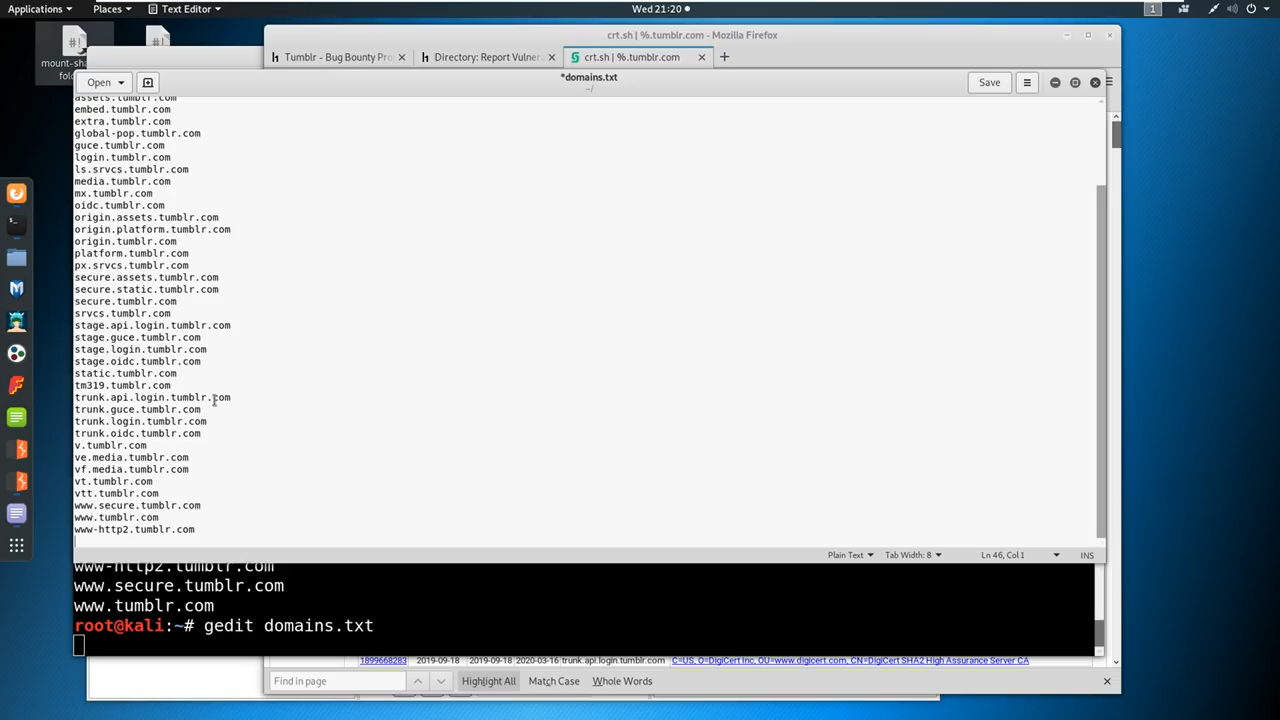 Applications Places Text Editor Wed 21:20 1
crt.sh | %.tumblr.com - Mozilla Firefox
mount-sha
fold
Tumblr - Bug Bounty Pro Directory: Report Vulner crt.sh | %.tumblr.com
Open *domains.txt Save
~/
assets.tumblr.com
embed.tumblr.com
extra.tumblr.com
global-pop.tumblr.com
guce.tumblr.com
login.tumblr.com
ls.srvcs.tumblr.com
media.tumblr.com
mx.tumblr.com
oidc.tumblr.com
origin.assets.tumblr.com
origin.platform.tumblr.com
origin.tumblr.com
platform.tumblr.com
px.srvcs.tumblr.com
secure.assets.tumblr.com
secure.static.tumblr.com
secure.tumblr.com
srvcs.tumblr.com
stage.api.login.tumblr.com
stage.guce.tumblr.com
stage.login.tumblr.com
stage.oidc.tumblr.com
static.tumblr.com
tm319.tumblr.com
trunk.api.login.tumblr.com
trunk.guce.tumblr.com
trunk.login.tumblr.com
trunk.oidc.tumblr.com
v.tumblr.com
ve.media.tumblr.com
vf.media.tumblr.com
vt.tumblr.com
vtt.tumblr.com
www.secure.tumblr.com
www.tumblr.com
www-http2.tumblr.com
Plain Text Tab Width: 8 Ln 46, Col 1 INS
www-http2.tumblr.com
www.secure.tumblr.com
www.tumblr.com
root@kali:~# gedit domains.txt
1899668283 2019-09-18 2019-09-18 2020-03-16 trunk.api.login.tumblr.com C=US, O=DigiCert Inc, OU=www.digicert.com, CN=DigiCert SHA2 High Assurance Server CA
Find in page Highlight All Match Case Whole Words